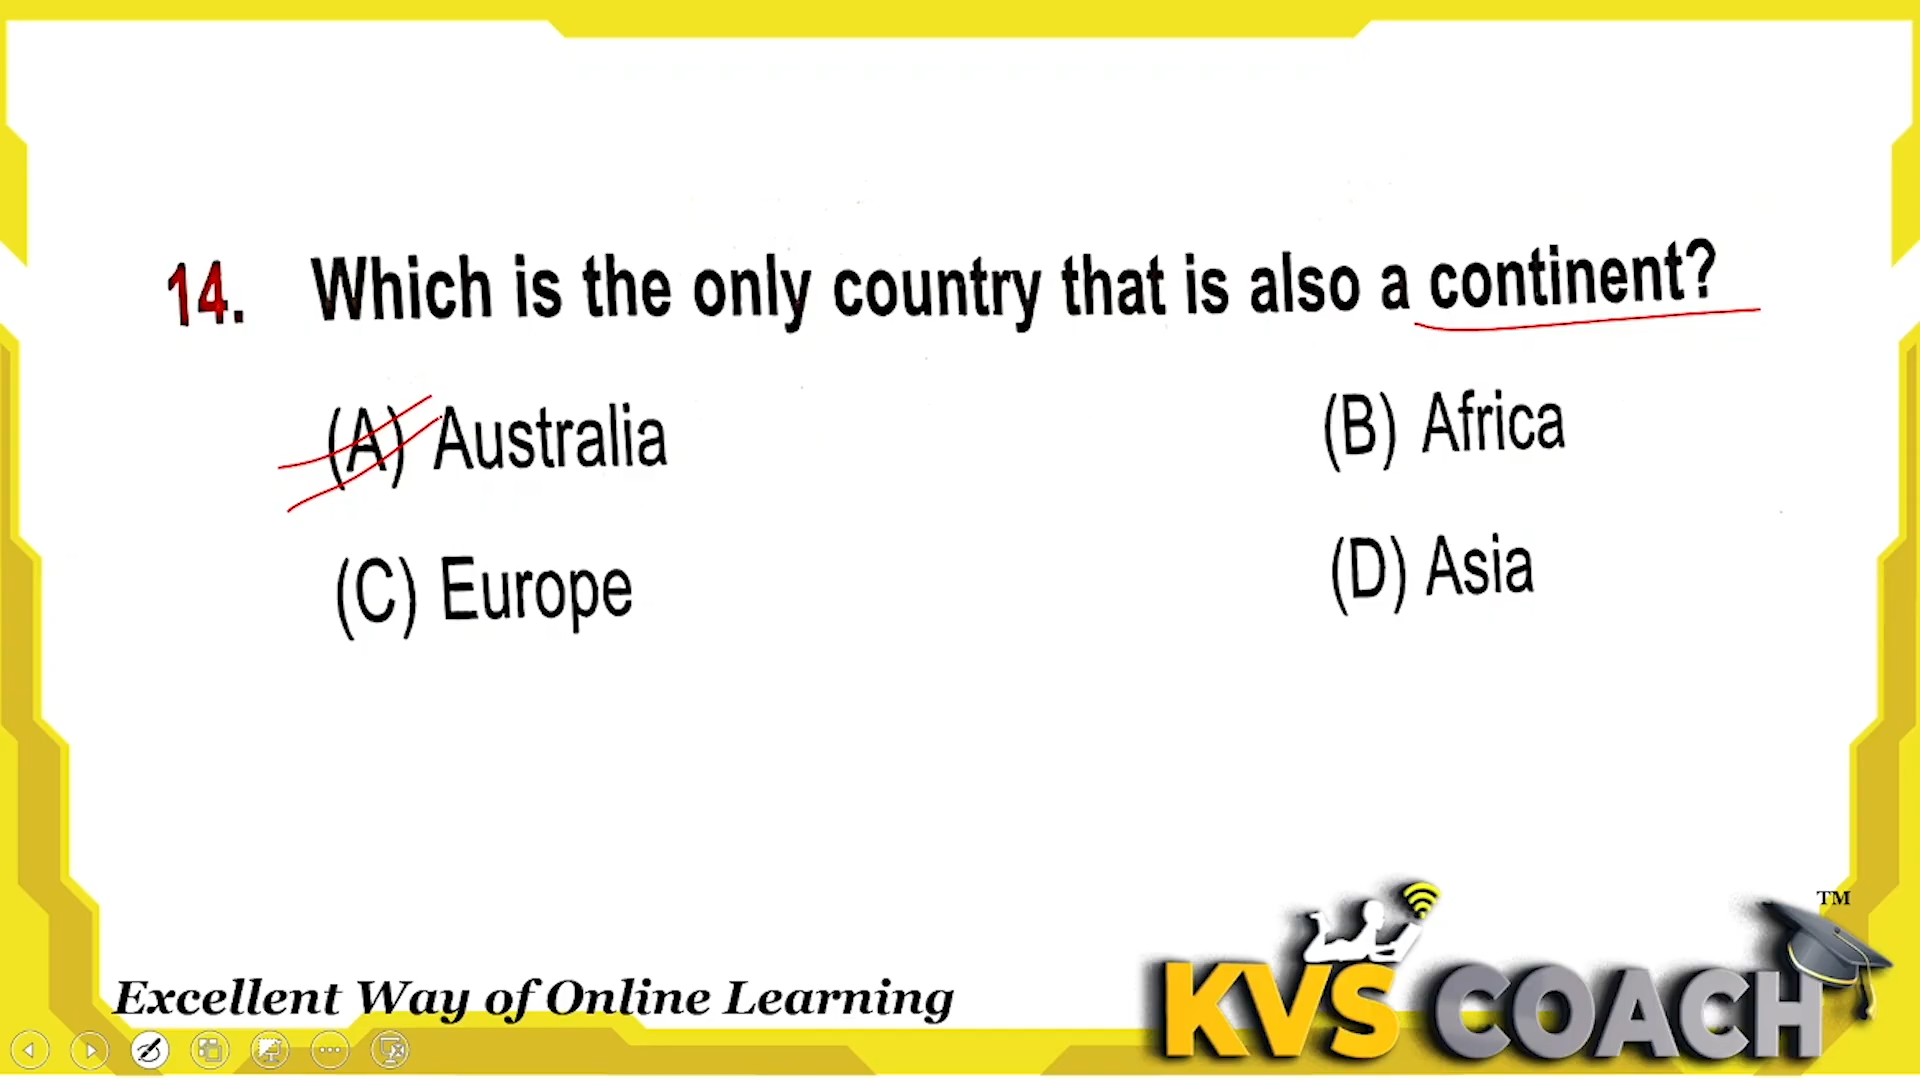 14. Which is the only country that is also a continent?
(A) Australia
(B) Africa
(C) Europe
(D) Asia
Excellent Way of Online Learning
KVS COACH TM